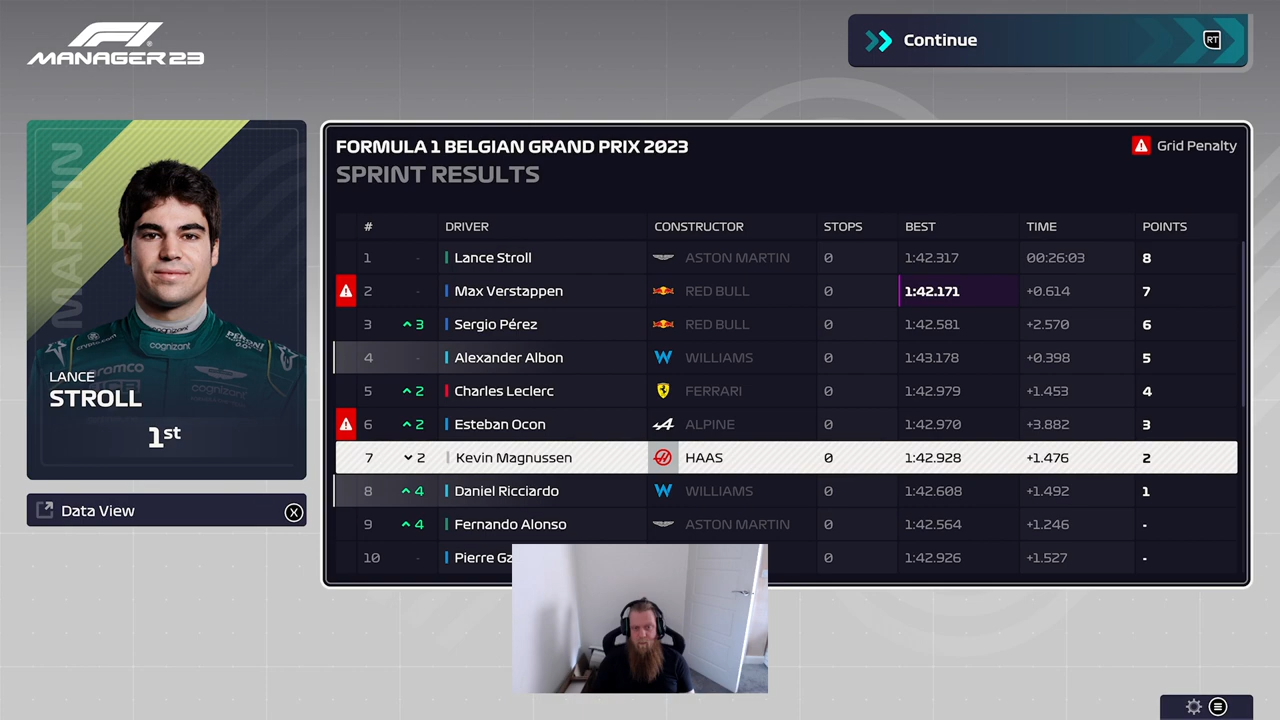 F1
MANAGER 23
Continue
RT
MARTIN
crypto.com
cognizant
PERONI
aramco
cognizant
LANCE
STROLL
1st
Data View X
FORMULA 1 BELGIAN GRAND PRIX 2023
Grid Penalty
SPRINT RESULTS
# DRIVER CONSTRUCTOR STOPS BEST TIME POINTS
1 - Lance Stroll ASTON MARTIN 0 1:42.317 00:26:03 8
2 - Max Verstappen RED BULL 0 1:42.171 +0.614 7
3 3 Sergio Pérez RED BULL 0 1:42.581 +2.570 6
4 - Alexander Albon WILLIAMS 0 1:43.178 +0.398 5
5 2 Charles Leclerc FERRARI 0 1:42.979 +1.453 4
6 2 Esteban Ocon ALPINE 0 1:42.970 +3.882 3
7 2 Kevin Magnussen HAAS 0 1:42.928 +1.476 2
8 4 Daniel Ricciardo WILLIAMS 0 1:42.608 +1.492 1
9 4 Fernando Alonso ASTON MARTIN 0 1:42.564 +1.246 -
10 - Pierre 0 1:42.926 +1.527 -